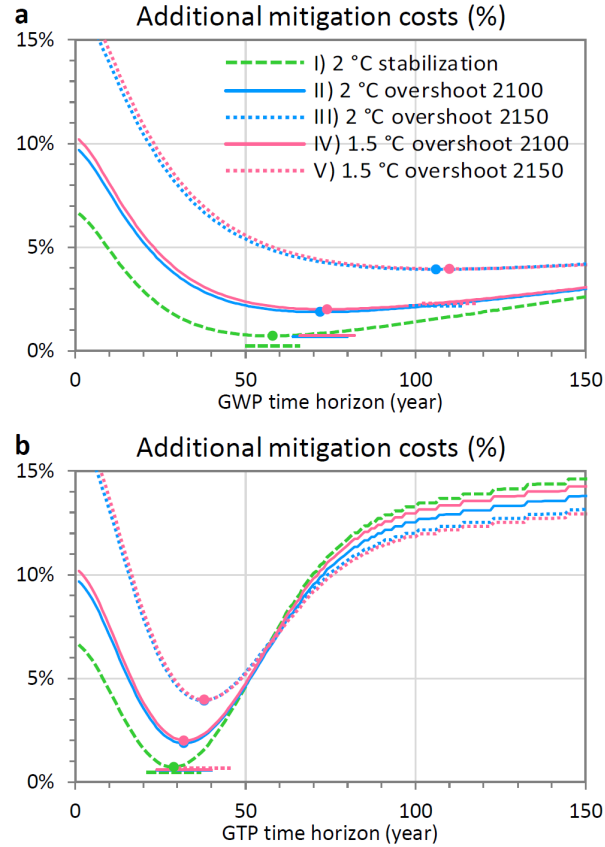 a
Additional mitigation costs (%)
15%
10%
5%
0%
I) 2 °C stabilization
II) 2 °C overshoot 2100
III) 2 °C overshoot 2150
IV) 1.5 °C overshoot 2100
V) 1.5 °C overshoot 2150
0 50 100 150
GWP time horizon (year)
b
Additional mitigation costs (%)
15%
10%
5%
0%
0 50 100 150
GTP time horizon (year)